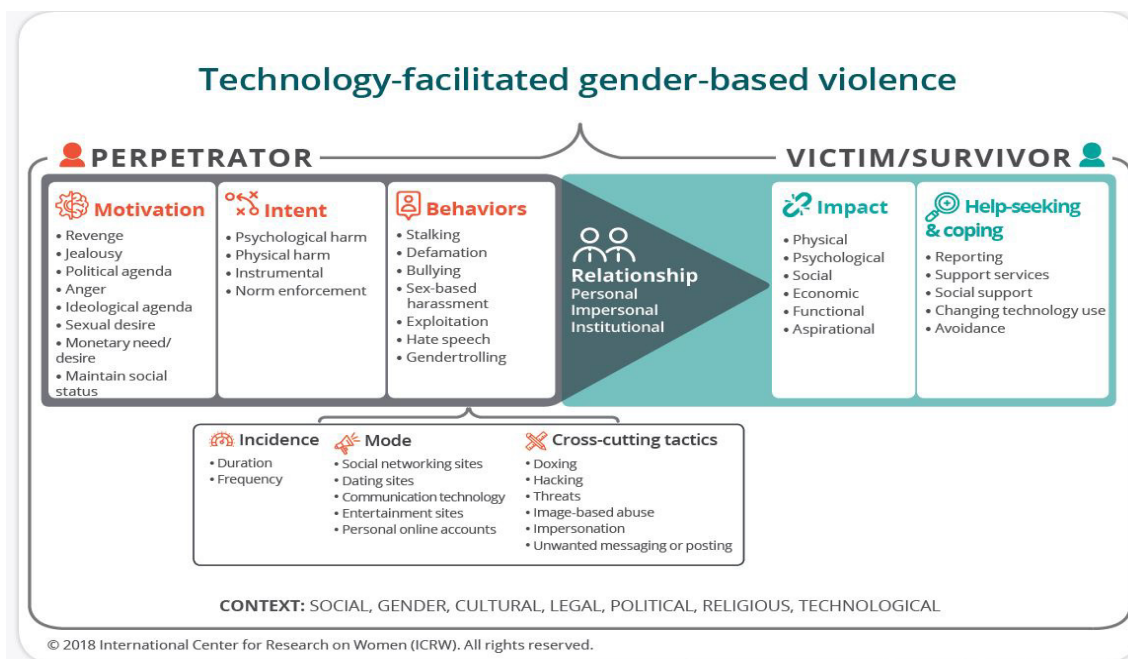 Technology-facilitated gender-based violence
PERPETRATOR
VICTIM/SURVIVOR
Motivation
• Revenge
• Jealousy
• Political agenda
• Anger
• Ideological agenda
• Sexual desire
• Monetary need/
desire
• Maintain social
status
Intent
• Psychological harm
• Physical harm
• Instrumental
• Norm enforcement
Behaviors
• Stalking
• Defamation
• Bullying
• Sex-based
harassment
• Exploitation
• Hate speech
• Gendertrolling
Relationship
Personal
Impersonal
Institutional
Impact
• Physical
• Psychological
• Social
• Economic
• Functional
• Aspirational
Help-seeking
& coping
• Reporting
• Support services
• Social support
• Changing technology use
• Avoidance
Incidence
• Duration
• Frequency
Mode
• Social networking sites
• Dating sites
• Communication technology
• Entertainment sites
• Personal online accounts
Cross-cutting tactics
• Doxing
• Hacking
• Threats
• Image-based abuse
• Impersonation
• Unwanted messaging or posting
CONTEXT: SOCIAL, GENDER, CULTURAL, LEGAL, POLITICAL, RELIGIOUS, TECHNOLOGICAL
© 2018 International Center for Research on Women (ICRW). All rights reserved.